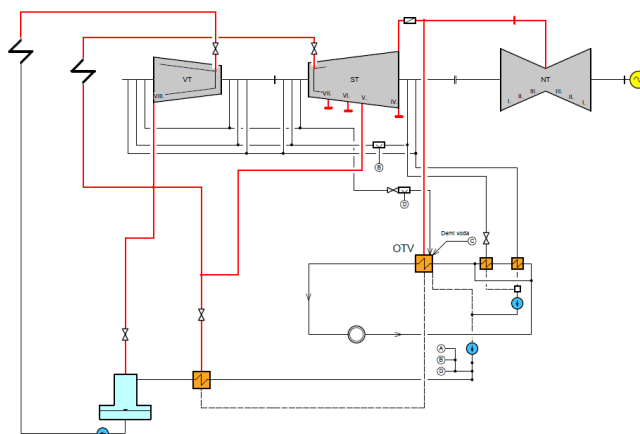 VT
ST
NT
VIII.
VII.
VI.
V.
IV.
I.
II.
III.
III.
II.
I.
B
D
Demi voda
C
OTV
A
B
D